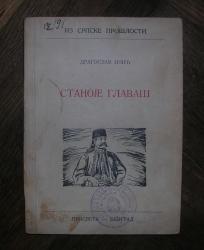 ИЗ СРПСКЕ ПРОШЛОСТИ
ДРАГОСЛАВ ИЛИЋ
СТАНОЈЕ ГЛАВАШ
ПРОСВЕТА — БЕОГРАД